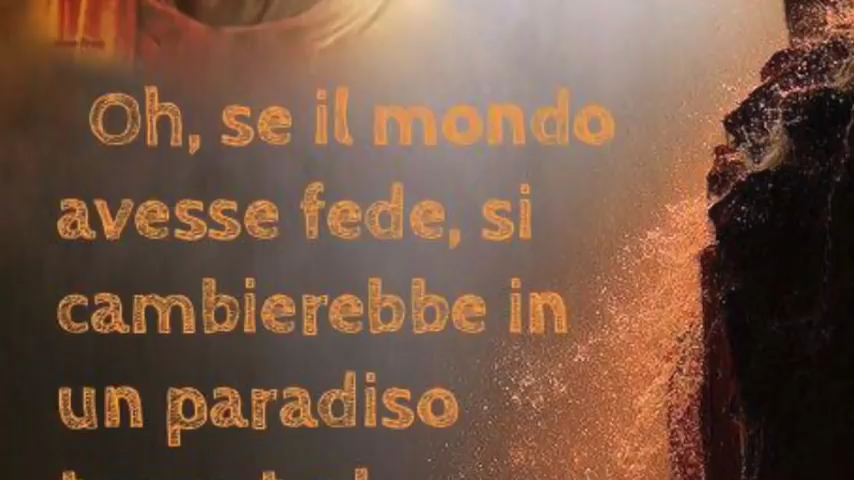 Oh, se il mondo
avesse fede, si
cambierebbe in
un paradiso